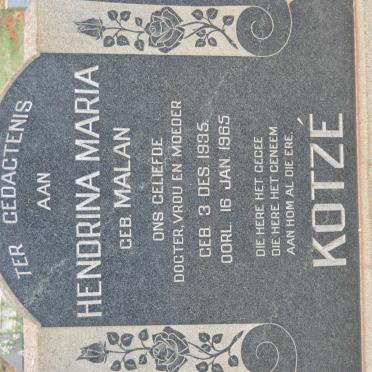 TER GEDACTENIS
AAN
HENDRINA MARIA
GEB. MALAN
ONS GELIEFDE
DOGTER, VROU EN MOEDER
GEB. 3 DES 1935.
OORL. 16 JAN 1965
DIE HERE HET GEGEE
DIE HERE HET GENEEM
AAN HOM AL DIE ERE.
KOTZÉ